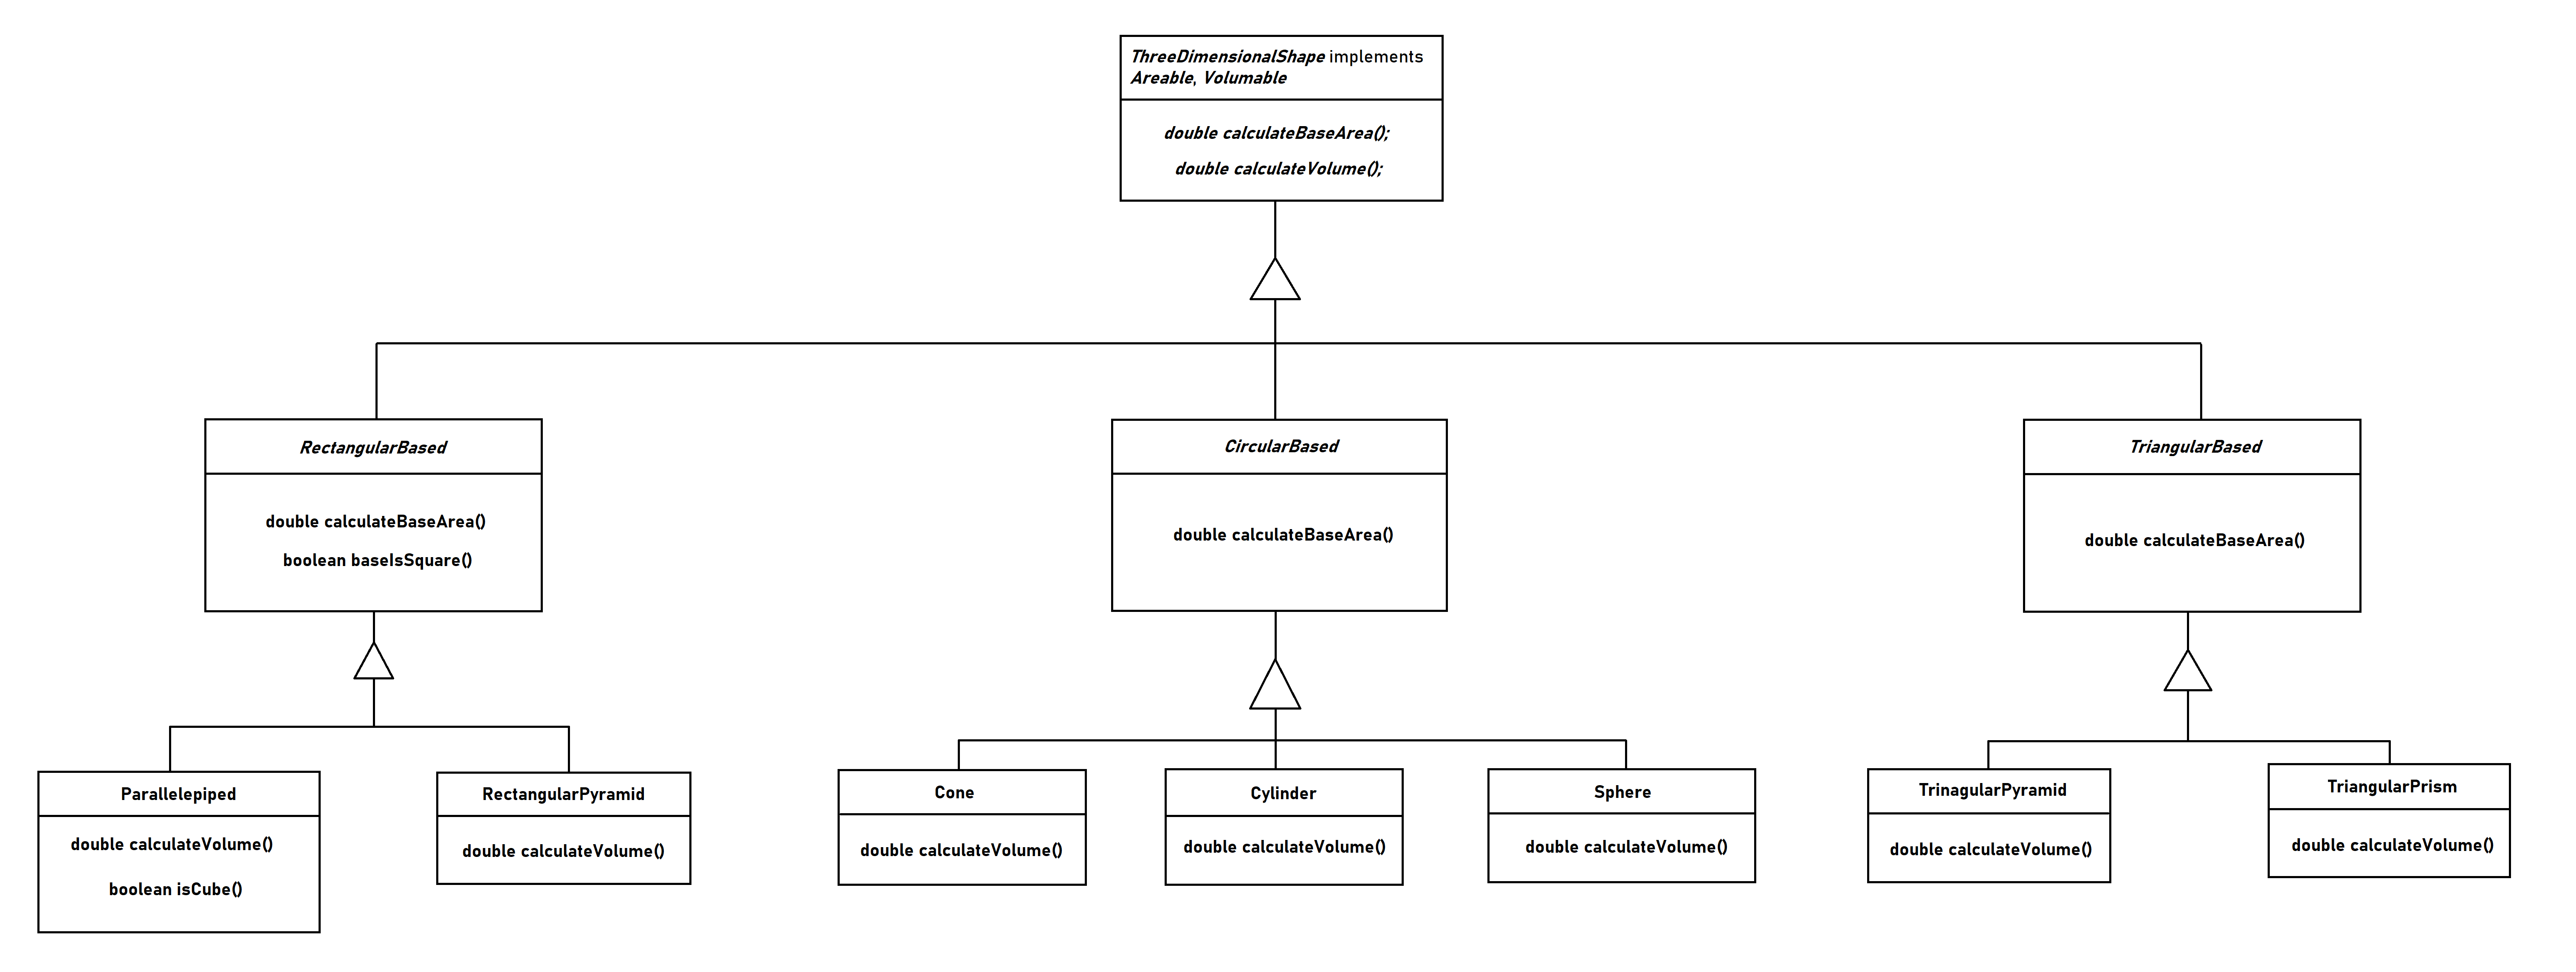 ThreeDimensionalShape implements
Areable, Volumable
double calculateBaseArea();
double calculateVolume();
RectangularBased
double calculateBaseArea()
boolean baseIsSquare()
CircularBased
double calculateBaseArea()
TriangularBased
double calculateBaseArea()
Parallelepiped
double calculateVolume()
boolean isCube()
RectangularPyramid
double calculateVolume()
Cone
double calculateVolume()
Cylinder
double calculateVolume()
Sphere
double calculateVolume()
TrinagularPyramid
double calculateVolume()
TriangularPrism
double calculateVolume()